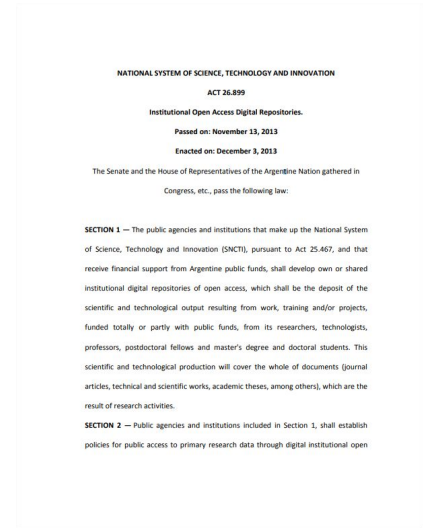 NATIONAL SYSTEM OF SCIENCE, TECHNOLOGY AND INNOVATION
ACT 26.899
Institutional Open Access Digital Repositories.
Passed on: November 13, 2013
Enacted on: December 3, 2013
The Senate and the House of Representatives of the Argentine Nation gathered in
Congress, etc., pass the following law:
SECTION 1 — The public agencies and institutions that make up the National System
of Science, Technology and Innovation (SNCTI), pursuant to Act 25.467, and that
receive financial support from Argentine public funds, shall develop own or shared
institutional digital repositories of open access, which shall be the deposit of the
scientific and technological output resulting from work, training and/or projects,
funded totally or partly with public funds, from its researchers, technologists,
professors, postdoctoral fellows and master's degree and doctoral students. This
scientific and technological production will cover the whole of documents (journal
articles, technical and scientific works, academic theses, among others), which are the
result of research activities.
SECTION 2 — Public agencies and institutions included in Section 1, shall establish
policies for public access to primary research data through digital institutional open